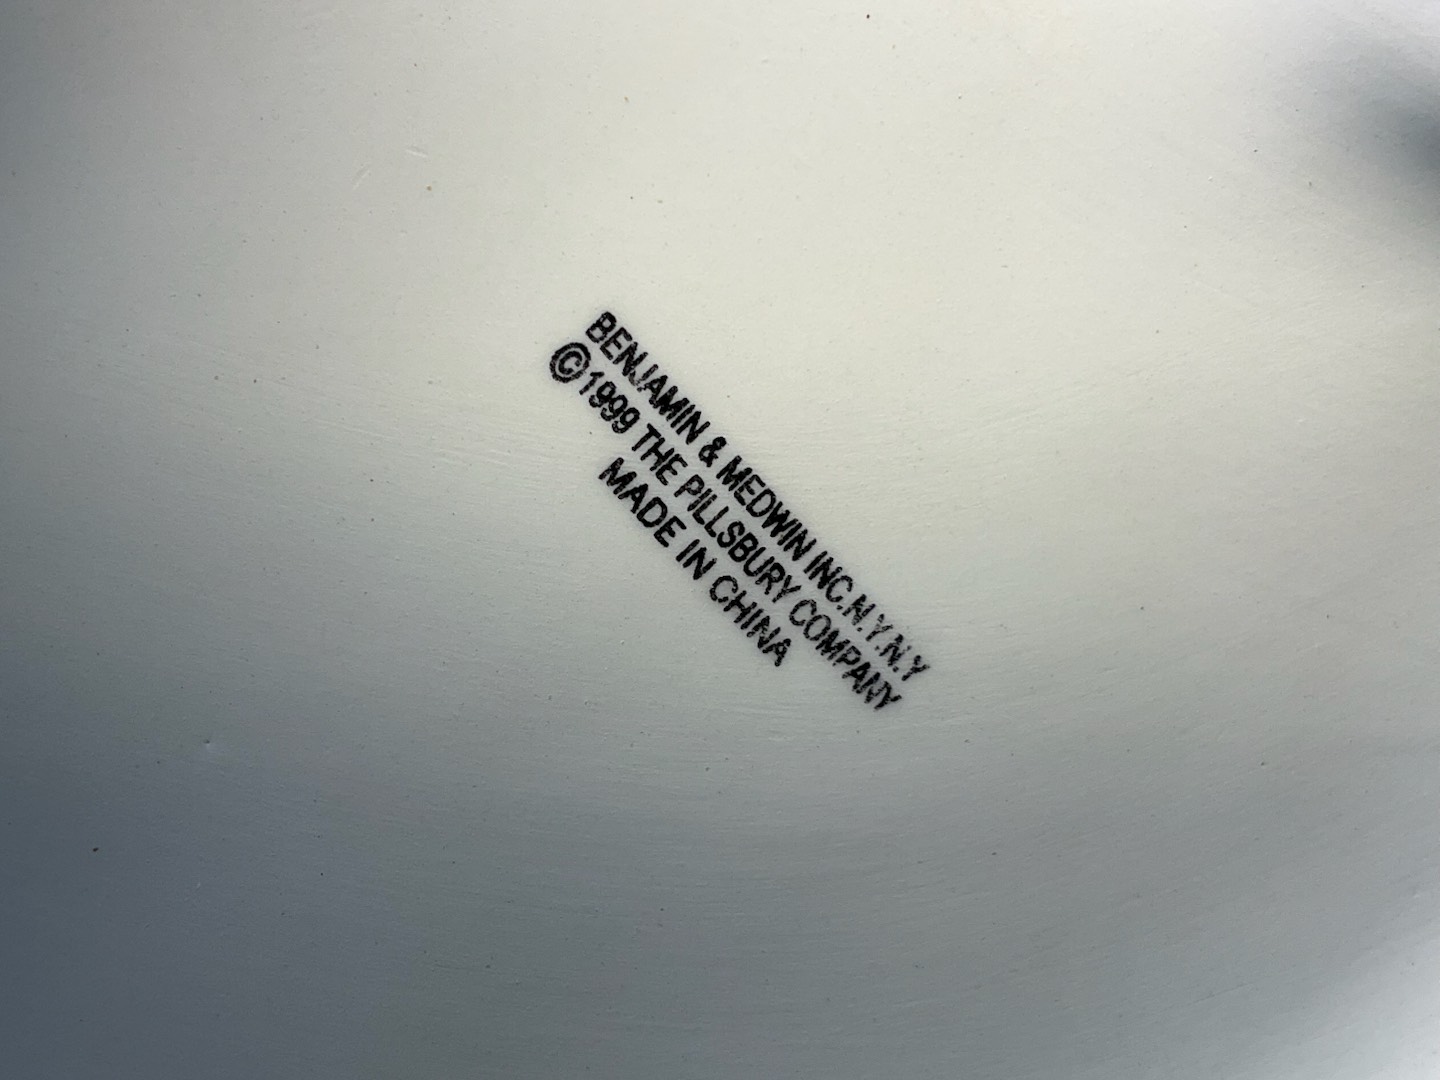 BENJAMIN & MEDWIN INC.N.Y.N.Y
©1999 THE PILLSBURY COMPANY
MADE IN CHINA